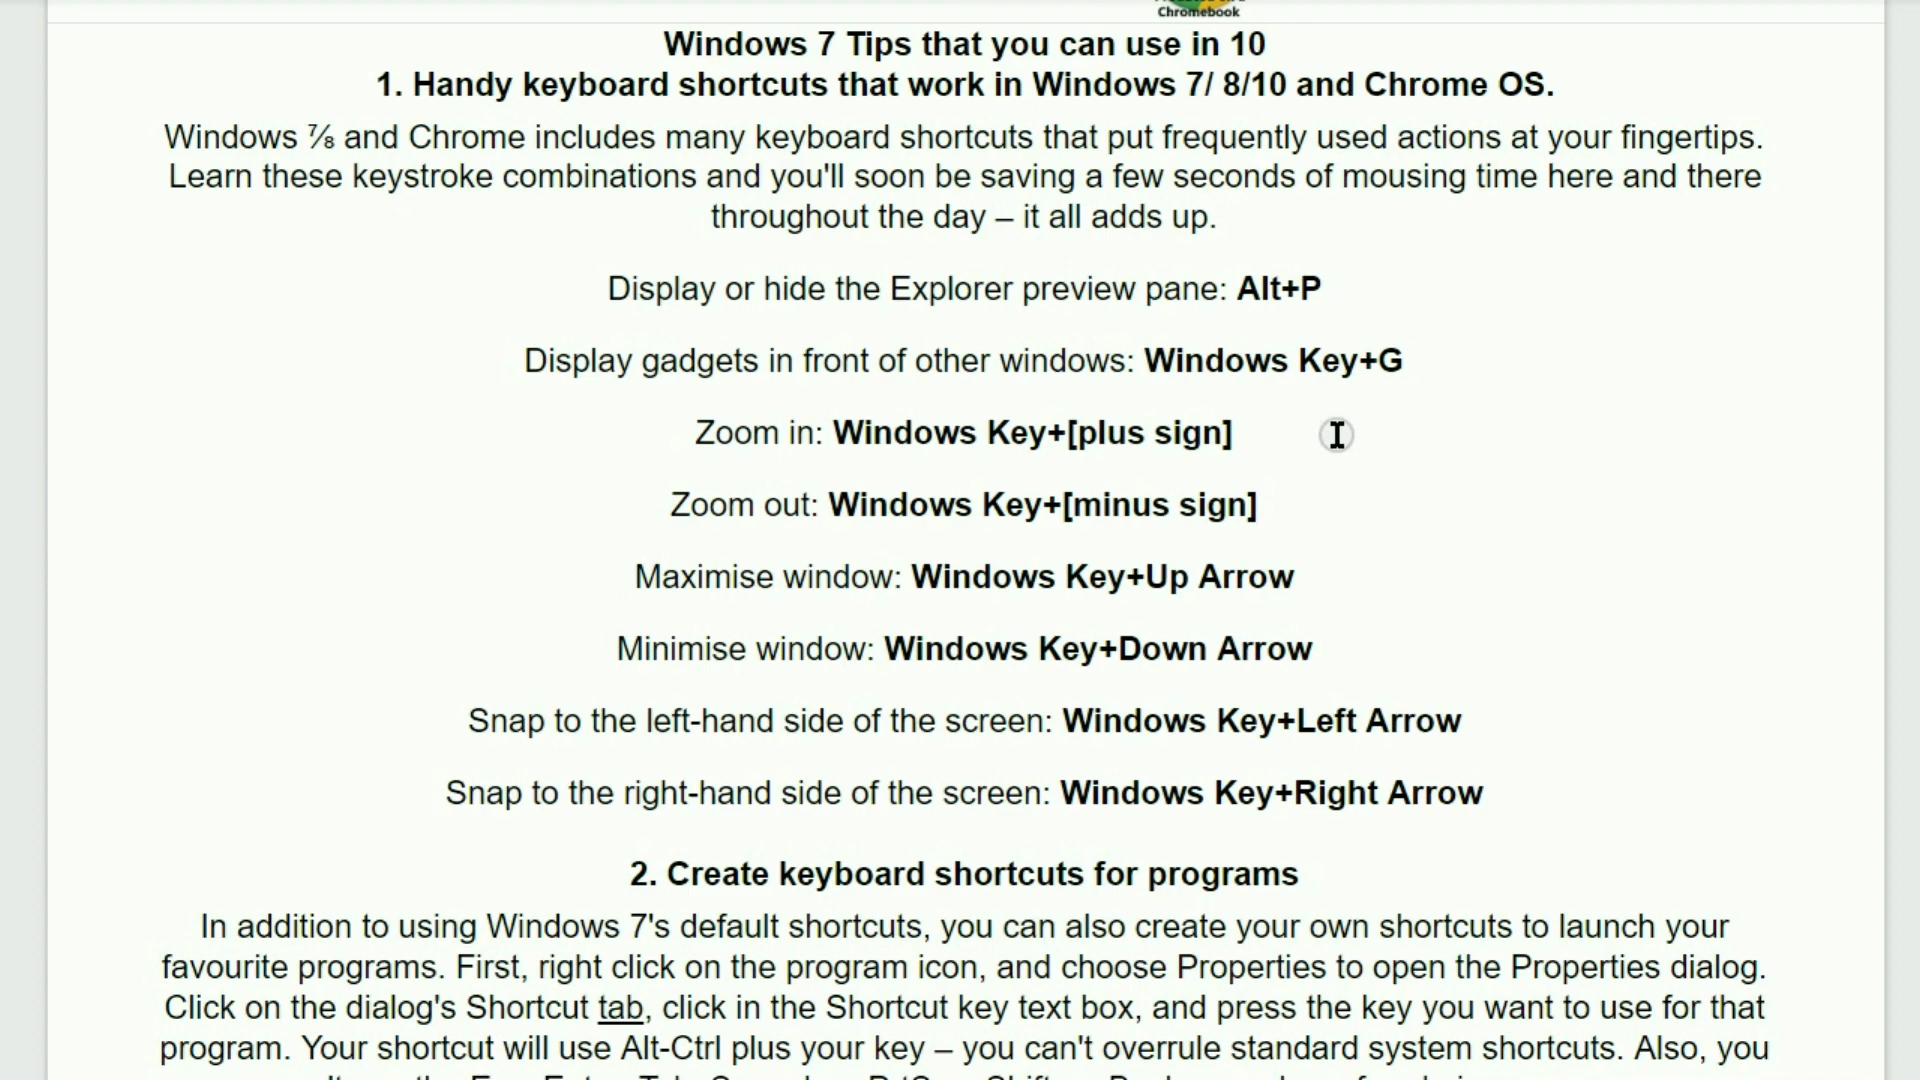 Chromebook
Windows 7 Tips that you can use in 10
1. Handy keyboard shortcuts that work in Windows 7/ 8/10 and Chrome OS.
Windows ⅞ and Chrome includes many keyboard shortcuts that put frequently used actions at your fingertips.
Learn these keystroke combinations and you'll soon be saving a few seconds of mousing time here and there
throughout the day – it all adds up.
Display or hide the Explorer preview pane: Alt+P
Display gadgets in front of other windows: Windows Key+G
Zoom in: Windows Key+[plus sign]
Zoom out: Windows Key+[minus sign]
Maximise window: Windows Key+Up Arrow
Minimise window: Windows Key+Down Arrow
Snap to the left-hand side of the screen: Windows Key+Left Arrow
Snap to the right-hand side of the screen: Windows Key+Right Arrow
2. Create keyboard shortcuts for programs
In addition to using Windows 7's default shortcuts, you can also create your own shortcuts to launch your
favourite programs. First, right click on the program icon, and choose Properties to open the Properties dialog.
Click on the dialog's Shortcut tab, click in the Shortcut key text box, and press the key you want to use for that
program. Your shortcut will use Alt-Ctrl plus your key – you can't overrule standard system shortcuts. Also, you